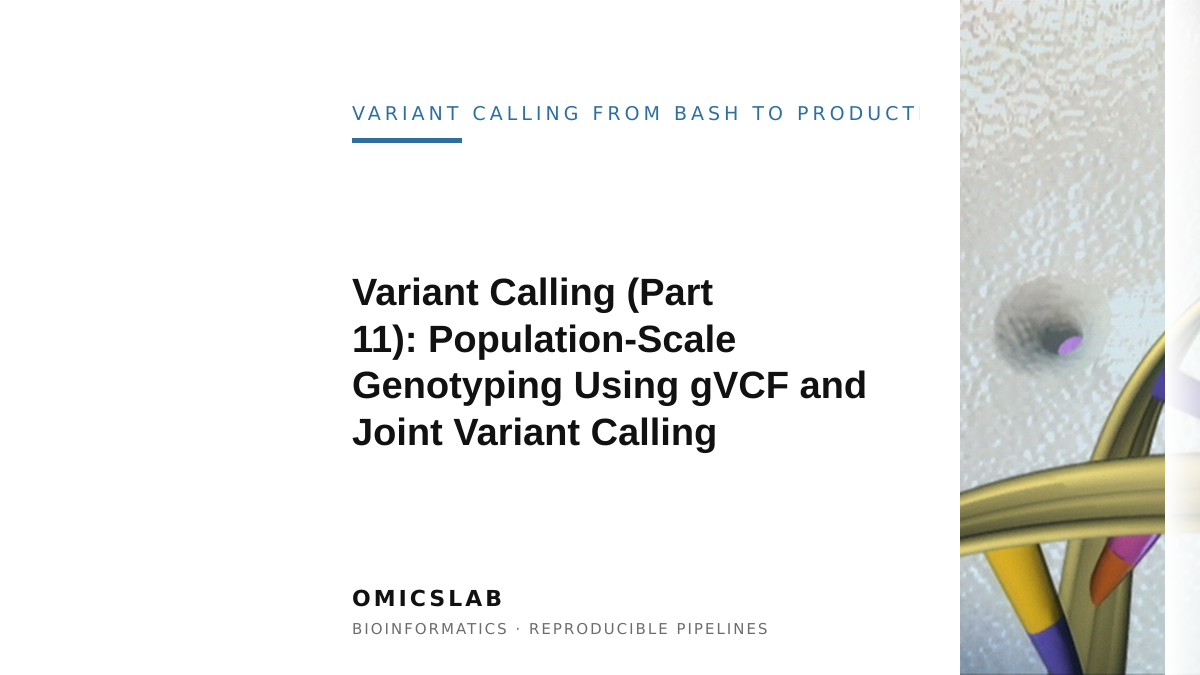 VARIANT CALLING FROM BASH TO
Variant Calling (Part
11): Population-Scale
Genotyping Using gVCF and
Joint Variant Calling
OMICSLAB
BIOINFORMATICS · REPRODUCIBLE PIPELINES